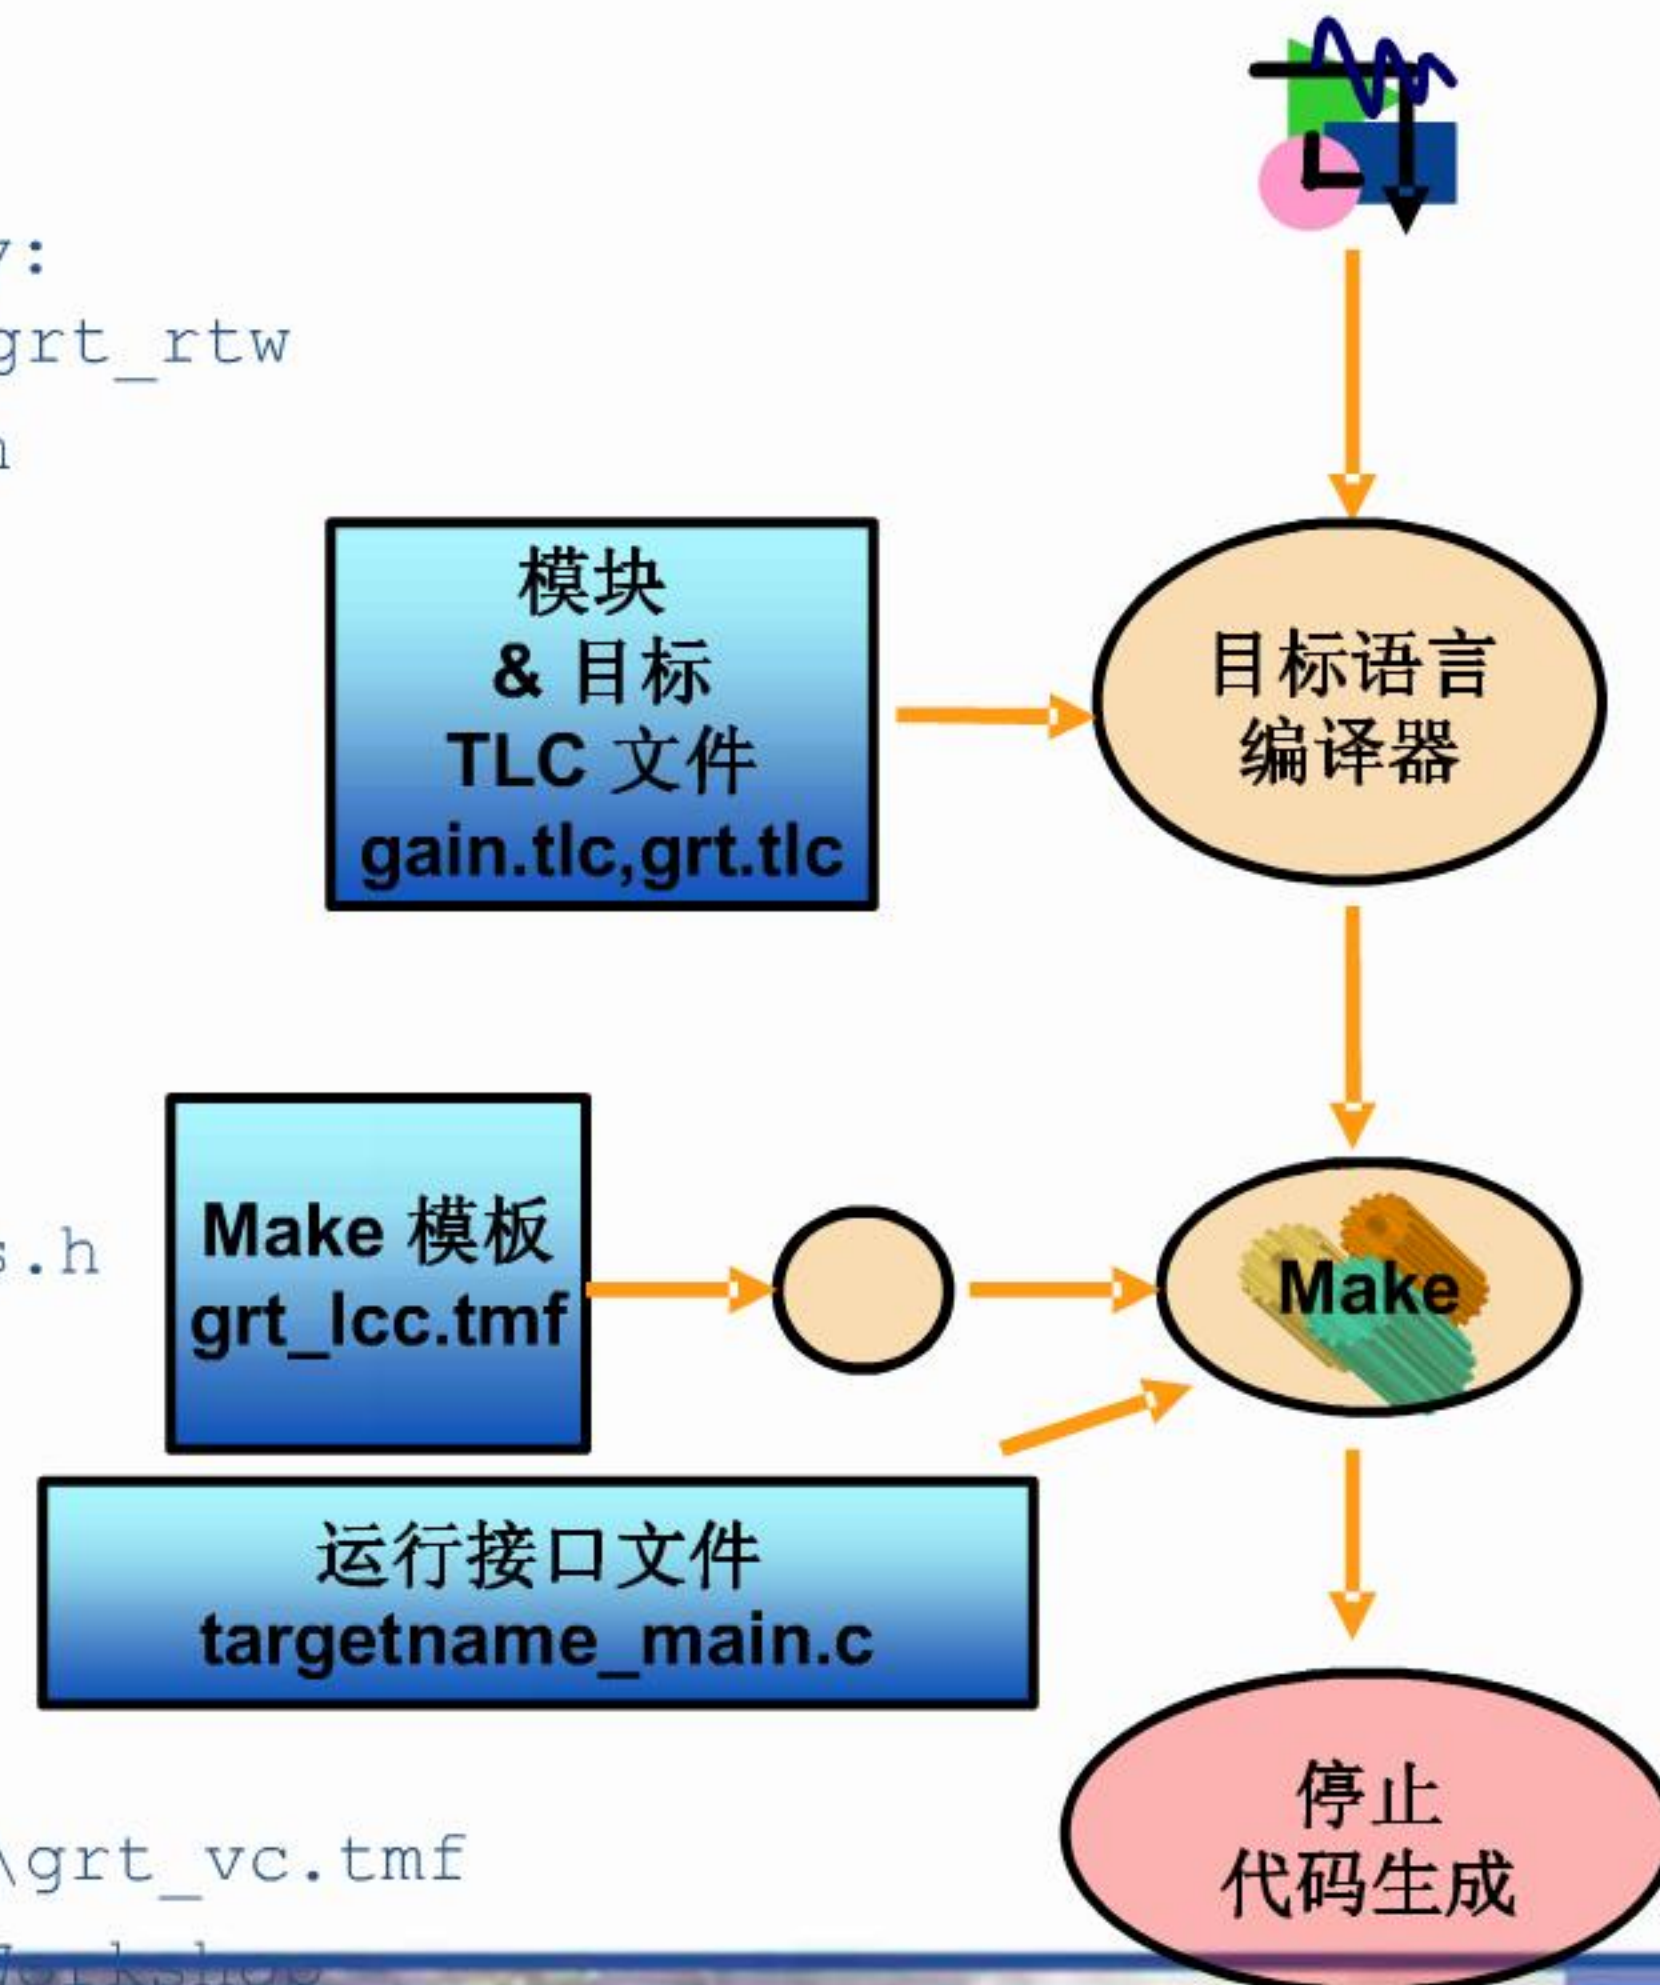 y:
grt_rtw
模块
& 目标
TLC 文件
gain.tlc,grt.tlc
目标语言
编译器
s.h
Make 模板
grt_lcc.tmf
Make
运行接口文件
targetname_main.c
停止
代码生成
\grt_vc.tmf